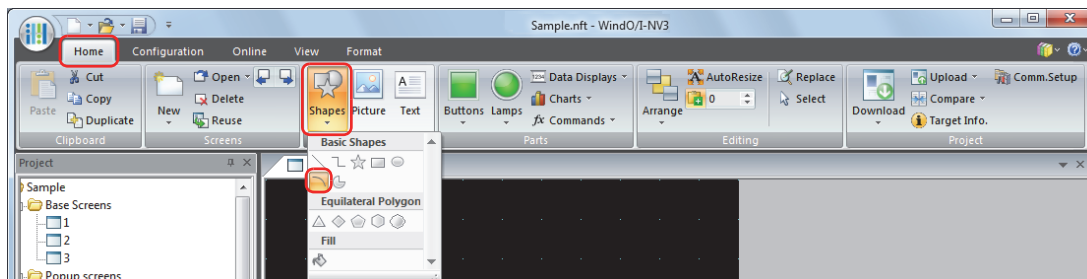 Sample.nft - WindO/I-NV3
Home Configuration Online View Format
Paste Cut Copy Duplicate
New Open Delete Reuse
Shapes Picture Text
Buttons Lamps 1234 Data Displays Charts fx Commands
Arrange AutoResize 0 Replace Select
Download Upload Compare Target Info. Comm.Setup
Clipboard Screens Parts Editing Project
Basic Shapes
Equilateral Polygon
Fill
Project
Sample
Base Screens
1
2
3
Popup screens